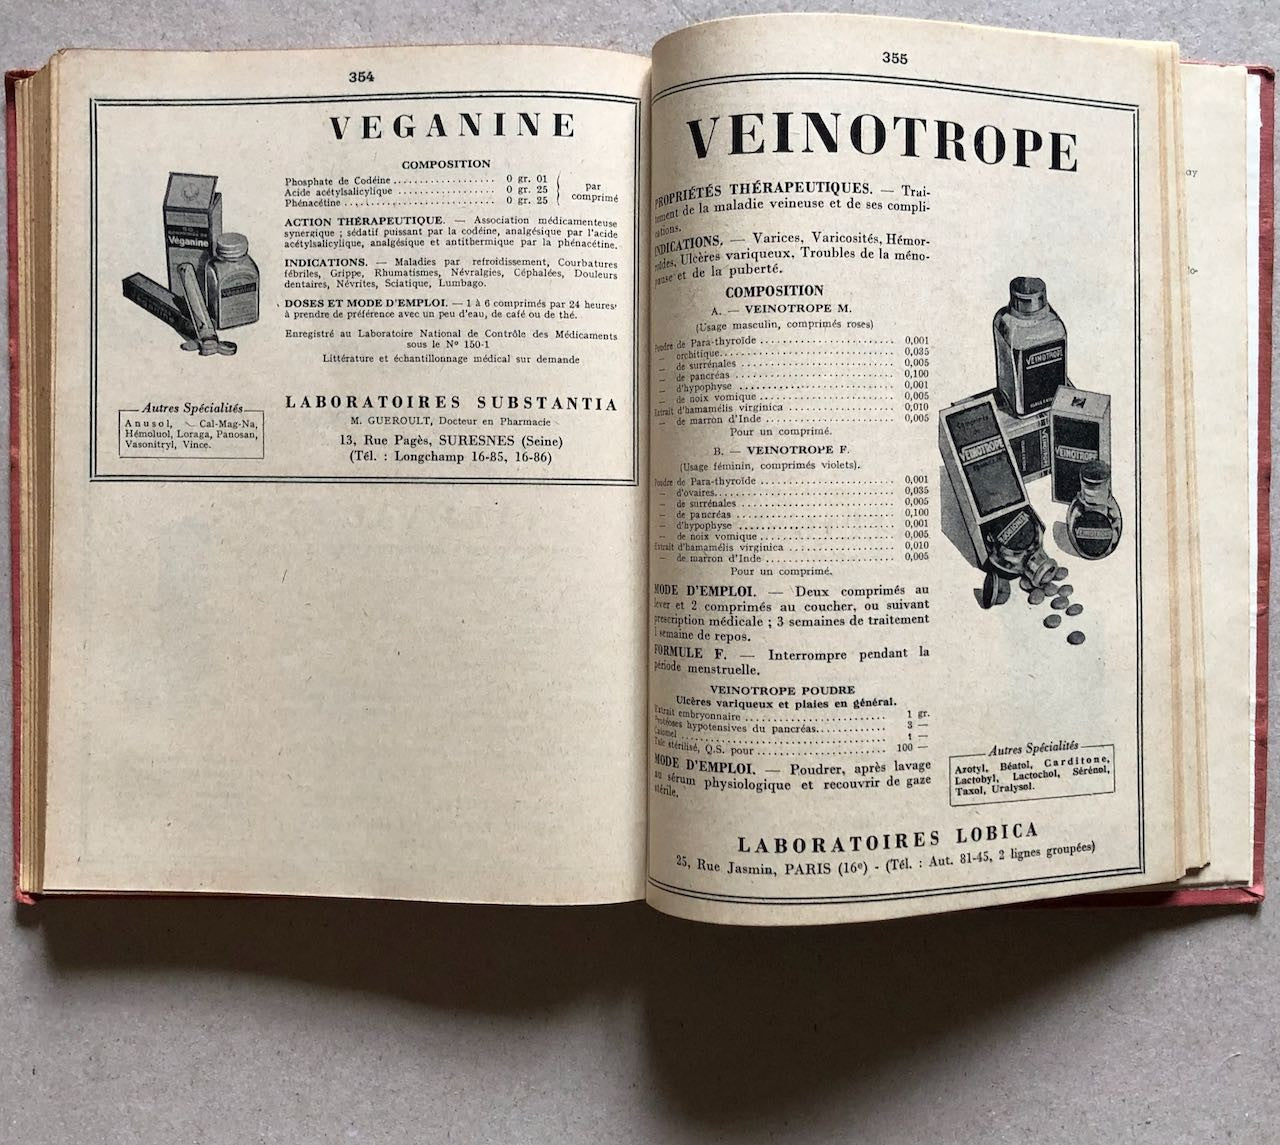 354
VEGANINE
COMPOSITION
Phosphate de Codéine . . . . . . . . . . . . . . . . . . 0 gr. 01
Acide acétylsalicylique . . . . . . . . . . . . . . . . . . 0 gr. 25
Phénacétine . . . . . . . . . . . . . . . . . . . . . . . . . . . 0 gr. 25
par
comprimé
ACTION THÉRAPEUTIQUE. — Association médicamenteuse
synergique ; sédatif puissant par la codéine, analgésique par l'acide
acétylsalicylique, analgésique et antithermique par la phénacétine.
INDICATIONS. — Maladies par refroidissement, Courbatures
fébriles, Grippe, Rhumatismes, Névralgies, Céphalées, Douleurs
dentaires, Névrites, Sciatique, Lumbago.
DOSES ET MODE D'EMPLOI. — 1 à 6 comprimés par 24 heures,
à prendre de préférence avec un peu d'eau, de café ou de thé.
Enregistré au Laboratoire National de Contrôle des Médicaments
sous le Nº 150-1
Littérature et échantillonnage médical sur demande
LABORATOIRES SUBSTANTIA
M. GUEROULT, Docteur en Pharmacie
13, Rue Pagès, SURESNES (Seine)
(Tél. : Longchamp 16-85, 16-86)
Autres Spécialités
Anusol, Cal-Mag-Na,
Hémoluol, Loraga, Panosan,
Vasonitryl, Vince.
Véganine
355
VEINOTROPE
PROPRIÉTÉS THÉRAPEUTIQUES. — Trai-
tement de la maladie veineuse et de ses compli-
cations.
INDICATIONS. — Varices, Varicosités, Hémor-
roïdes, Ulcères variqueux, Troubles de la méno-
pause et de la puberté.
COMPOSITION
A. — VEINOTROPE M.
(Usage masculin, comprimés roses)
Poudre de Para-thyroïde . . . . . . . . . . . . . . . . . . . . 0,001
— orchitique . . . . . . . . . . . . . . . . . . . . . . . . . . 0,035
— de surrénales . . . . . . . . . . . . . . . . . . . . . . . 0,005
— de pancréas . . . . . . . . . . . . . . . . . . . . . . . . 0,100
— d'hypophyse . . . . . . . . . . . . . . . . . . . . . . . . 0,001
— de noix vomique . . . . . . . . . . . . . . . . . . . . 0,005
Extrait d'hamamélis virginica . . . . . . . . . . . . . . . . 0,010
— de marron d'Inde . . . . . . . . . . . . . . . . . . . . 0,005
Pour un comprimé.
B. — VEINOTROPE F.
(Usage féminin, comprimés violets).
Poudre de Para-thyroïde . . . . . . . . . . . . . . . . . . . . 0,001
— d'ovaires . . . . . . . . . . . . . . . . . . . . . . . . . . . 0,035
— de surrénales . . . . . . . . . . . . . . . . . . . . . . . 0,005
— de pancréas . . . . . . . . . . . . . . . . . . . . . . . . 0,100
— d'hypophyse . . . . . . . . . . . . . . . . . . . . . . . . 0,001
— de noix vomique . . . . . . . . . . . . . . . . . . . . 0,005
Extrait d'hamamélis virginica . . . . . . . . . . . . . . . . 0,010
— de marron d'Inde . . . . . . . . . . . . . . . . . . . . 0,005
Pour un comprimé.
MODE D'EMPLOI. — Deux comprimés au
lever et 2 comprimés au coucher, ou suivant
prescription médicale ; 3 semaines de traitement
1 semaine de repos.
FORMULE F. — Interrompre pendant la
période menstruelle.
VEINOTROPE POUDRE
Ulcères variqueux et plaies en général.
Extrait embryonnaire . . . . . . . . . . . . . . . . . . . . . . 1 gr.
Protéoses hypotensives du pancréas . . . . . . . . . . . 3 —
Calomel . . . . . . . . . . . . . . . . . . . . . . . . . . . . . . . . . 1 —
Talc stérilisé, Q.S. pour . . . . . . . . . . . . . . . . . . . . 100 —
MODE D'EMPLOI. — Poudrer, après lavage
au sérum physiologique et recouvrir de gaze
stérile.
VEINOTROPE
VEINOTROPE
VEINOTROPE
VEINOTROPE
Autres Spécialités
Azotyl, Béatol, Carditone,
Lactobyl, Lactochol, Sérénol,
Taxol, Uralysol.
LABORATOIRES LOBICA
25, Rue Jasmin, PARIS (16e) - (Tél. : Aut. 81-45, 2 lignes groupées)